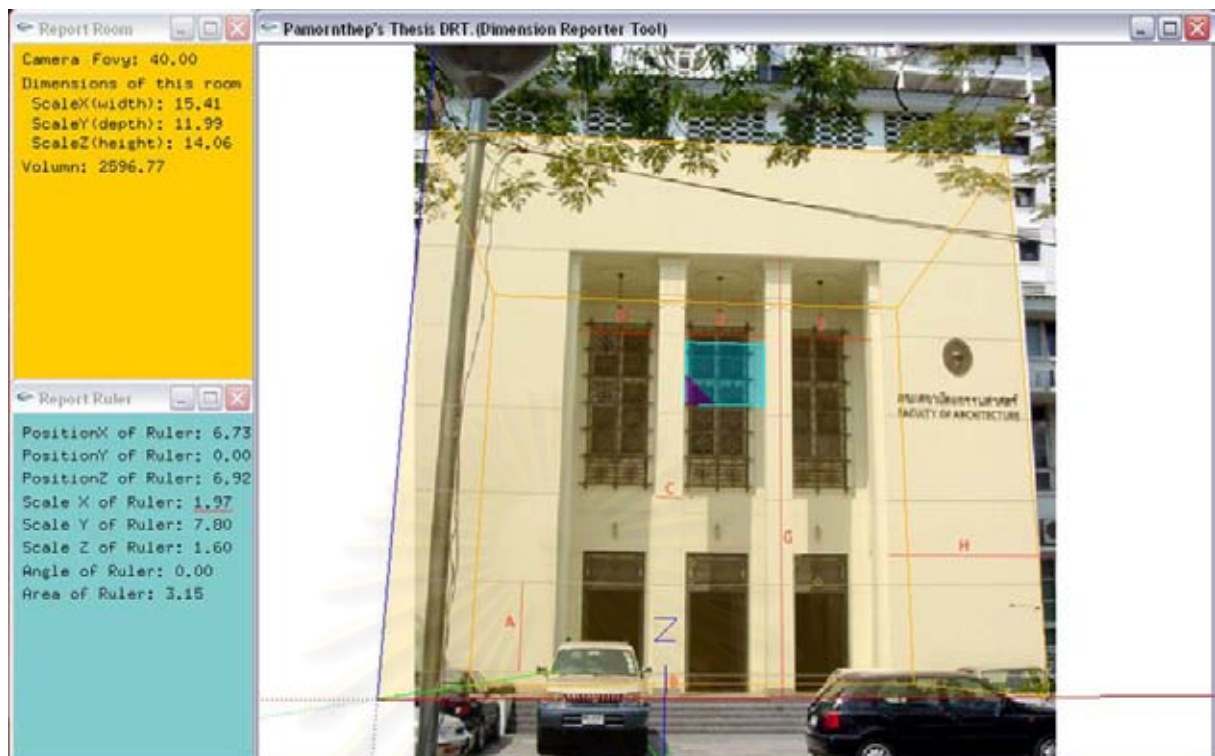 Report Room
Camera Fovy: 40.00
Dimensions of this room
ScaleX(width): 15.41
ScaleY(depth): 11.99
ScaleZ(height): 14.06
Volumn: 2596.77
Report Ruler
PositionX of Ruler: 6.73
PositionY of Ruler: 0.00
PositionZ of Ruler: 6.92
Scale X of Ruler: 1.97
Scale Y of Ruler: 7.80
Scale Z of Ruler: 1.60
Angle of Ruler: 0.00
Area of Ruler: 3.15
Pamornthep's Thesis DRT.(Dimension Reporter Tool)
FACULTY OF ARCHITECTURE
C
G
H
A
Z